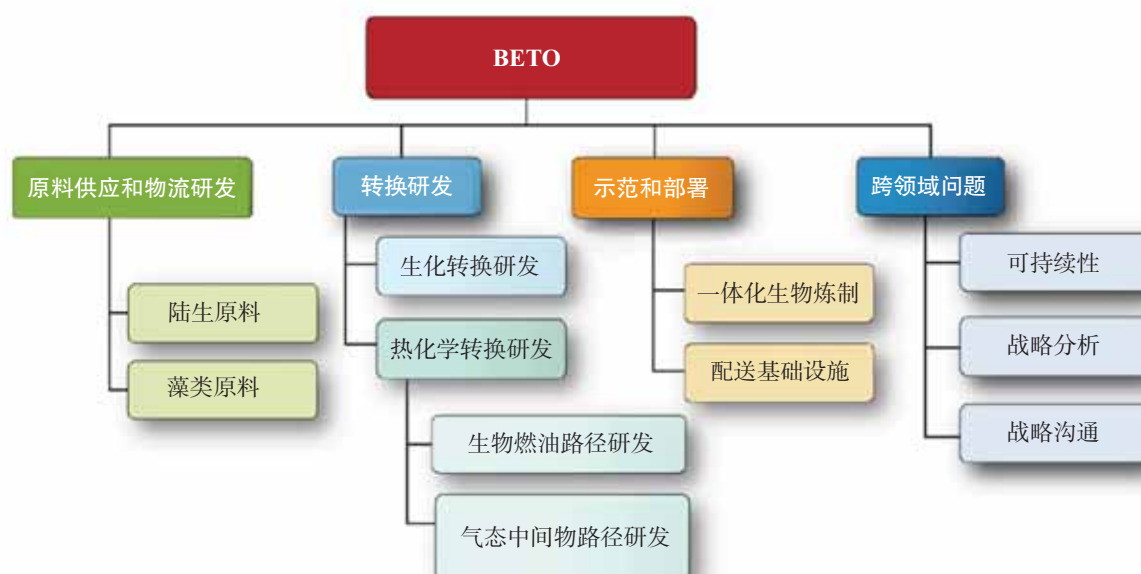 BETO
原料供应和物流研发
转换研发
示范和部署
跨领域问题
陆生原料
藻类原料
生化转换研发
热化学转换研发
生物燃油路径研发
气态中间物路径研发
一体化生物炼制
配送基础设施
可持续性
战略分析
战略沟通